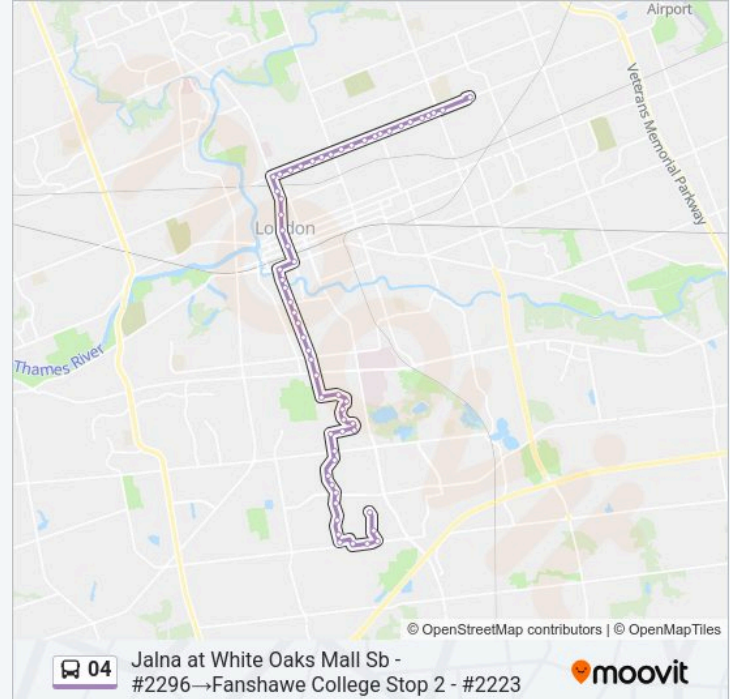 Airport
Veterans Memorial Parkway
London
Thames River
© OpenStreetMap contributors | © OpenMapTiles
04
Jalna at White Oaks Mall Sb -
#2296→Fanshawe College Stop 2 - #2223
moovit